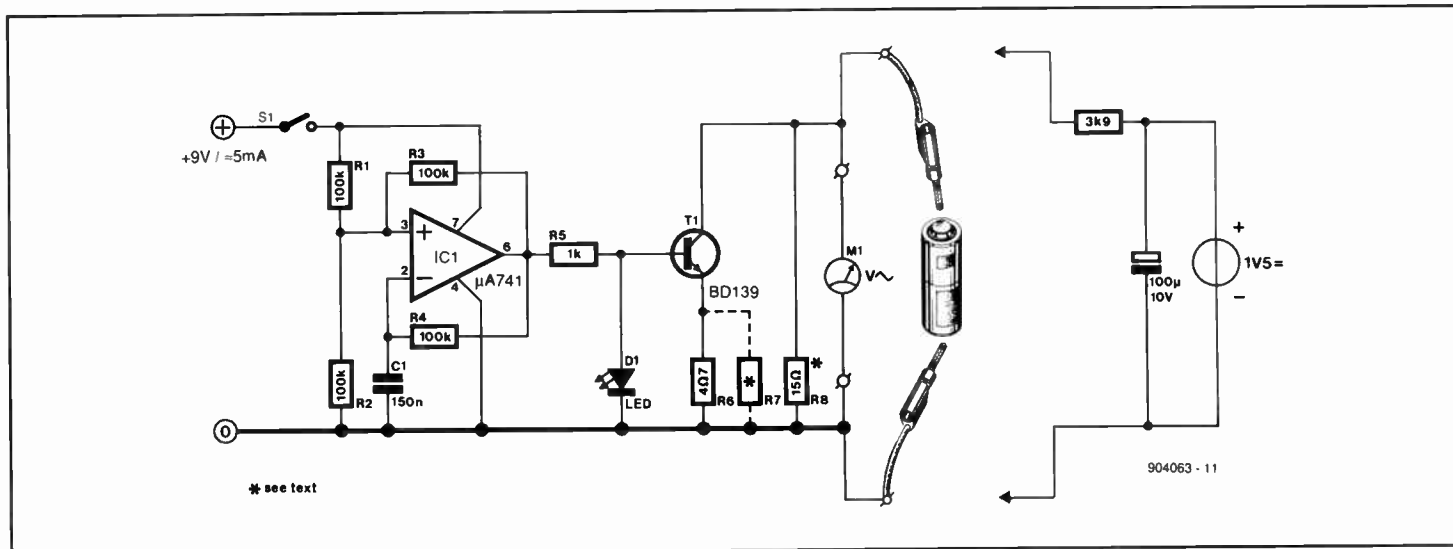 S1
+
+9V / ≈5mA
R1
100k
R3
100k
3
+
7
IC1
6
2
−
4
µA741
R4
100k
C1
150n
100k
R2
R5
1k
D1
LED
T1
BD139
4Ω7
R6
*
R7
15Ω
*
R8
M1
V~
3k9
100µ
10V
+
1V5=
−
0
* see text
904063 - 11